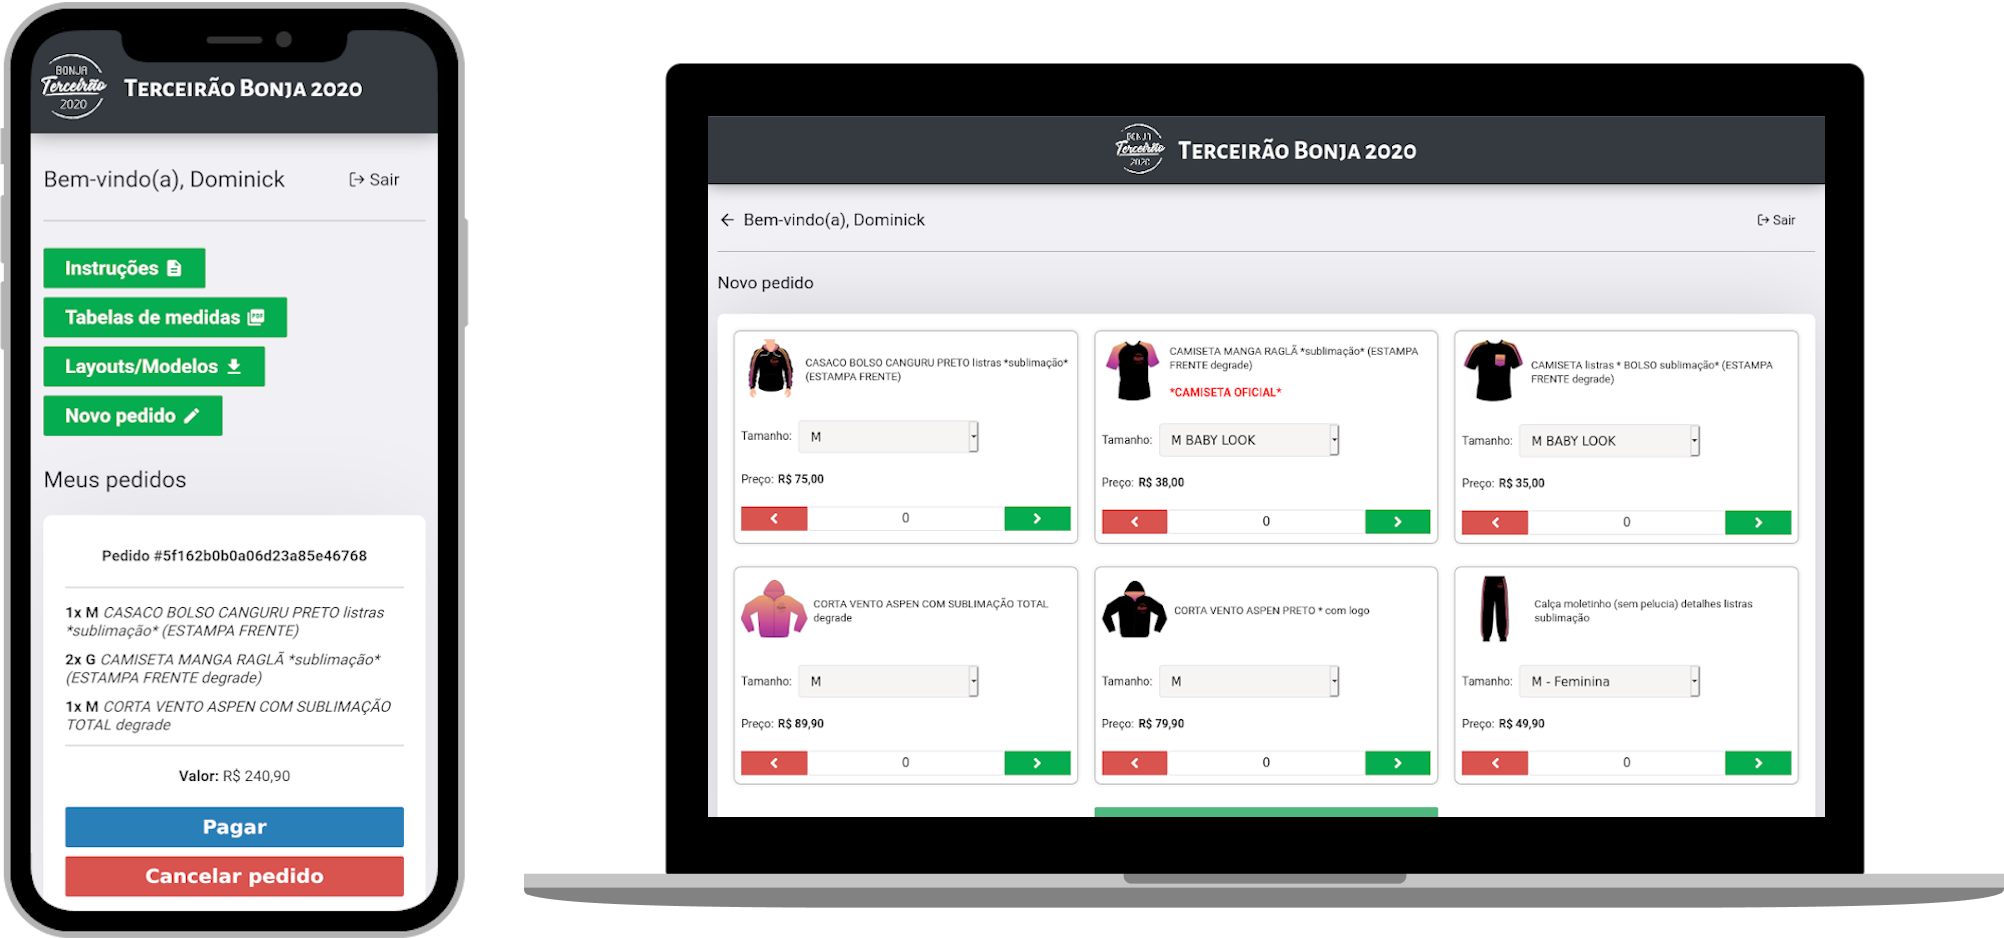 BONJA
Terceirão
2020
TERCEIRÃO BONJA 2020
Bem-vindo(a), Dominick
Sair
Instruções
Tabelas de medidas
PDF
Layouts/Modelos
Novo pedido
Meus pedidos
Pedido #5f162b0b0a06d23a85e46768
1x M CASACO BOLSO CANGURU PRETO listras
*sublimação* (ESTAMPA FRENTE)
2x G CAMISETA MANGA RAGLÃ *sublimação*
(ESTAMPA FRENTE degrade)
1x M CORTA VENTO ASPEN COM SUBLIMAÇÃO
TOTAL degrade
Valor: R$ 240,90
Pagar
Cancelar pedido
BONJA
Terceirão
2020
TERCEIRÃO BONJA 2020
Bem-vindo(a), Dominick
Sair
Novo pedido
CASACO BOLSO CANGURU PRETO listras *sublimação*
(ESTAMPA FRENTE)
Tamanho: M
Preço: R$ 75,00
0
CAMISETA MANGA RAGLÃ *sublimação* (ESTAMPA
FRENTE degrade)
*CAMISETA OFICIAL*
Tamanho: M BABY LOOK
Preço: R$ 38,00
0
CAMISETA listras * BOLSO sublimação* (ESTAMPA
FRENTE degrade)
Tamanho: M BABY LOOK
Preço: R$ 35,00
0
CORTA VENTO ASPEN COM SUBLIMAÇÃO TOTAL
degrade
Tamanho: M
Preço: R$ 89,90
0
CORTA VENTO ASPEN PRETO * com logo
Tamanho: M
Preço: R$ 79,90
0
Calça moletinho (sem pelucia) detalhes listras
sublimação
Tamanho: M - Feminina
Preço: R$ 49,90
0